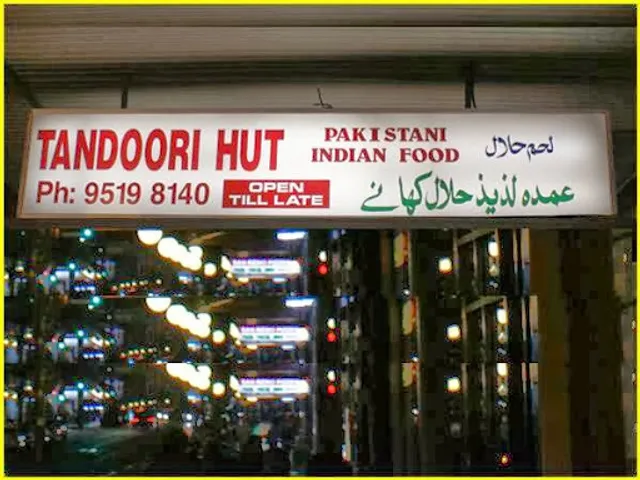 TANDOORI HUT
PAKISTANI
INDIAN FOOD
لحم حلال
Ph: 9519 8140
OPEN
TILL LATE
عمدہ لذیذ حلال کھانے